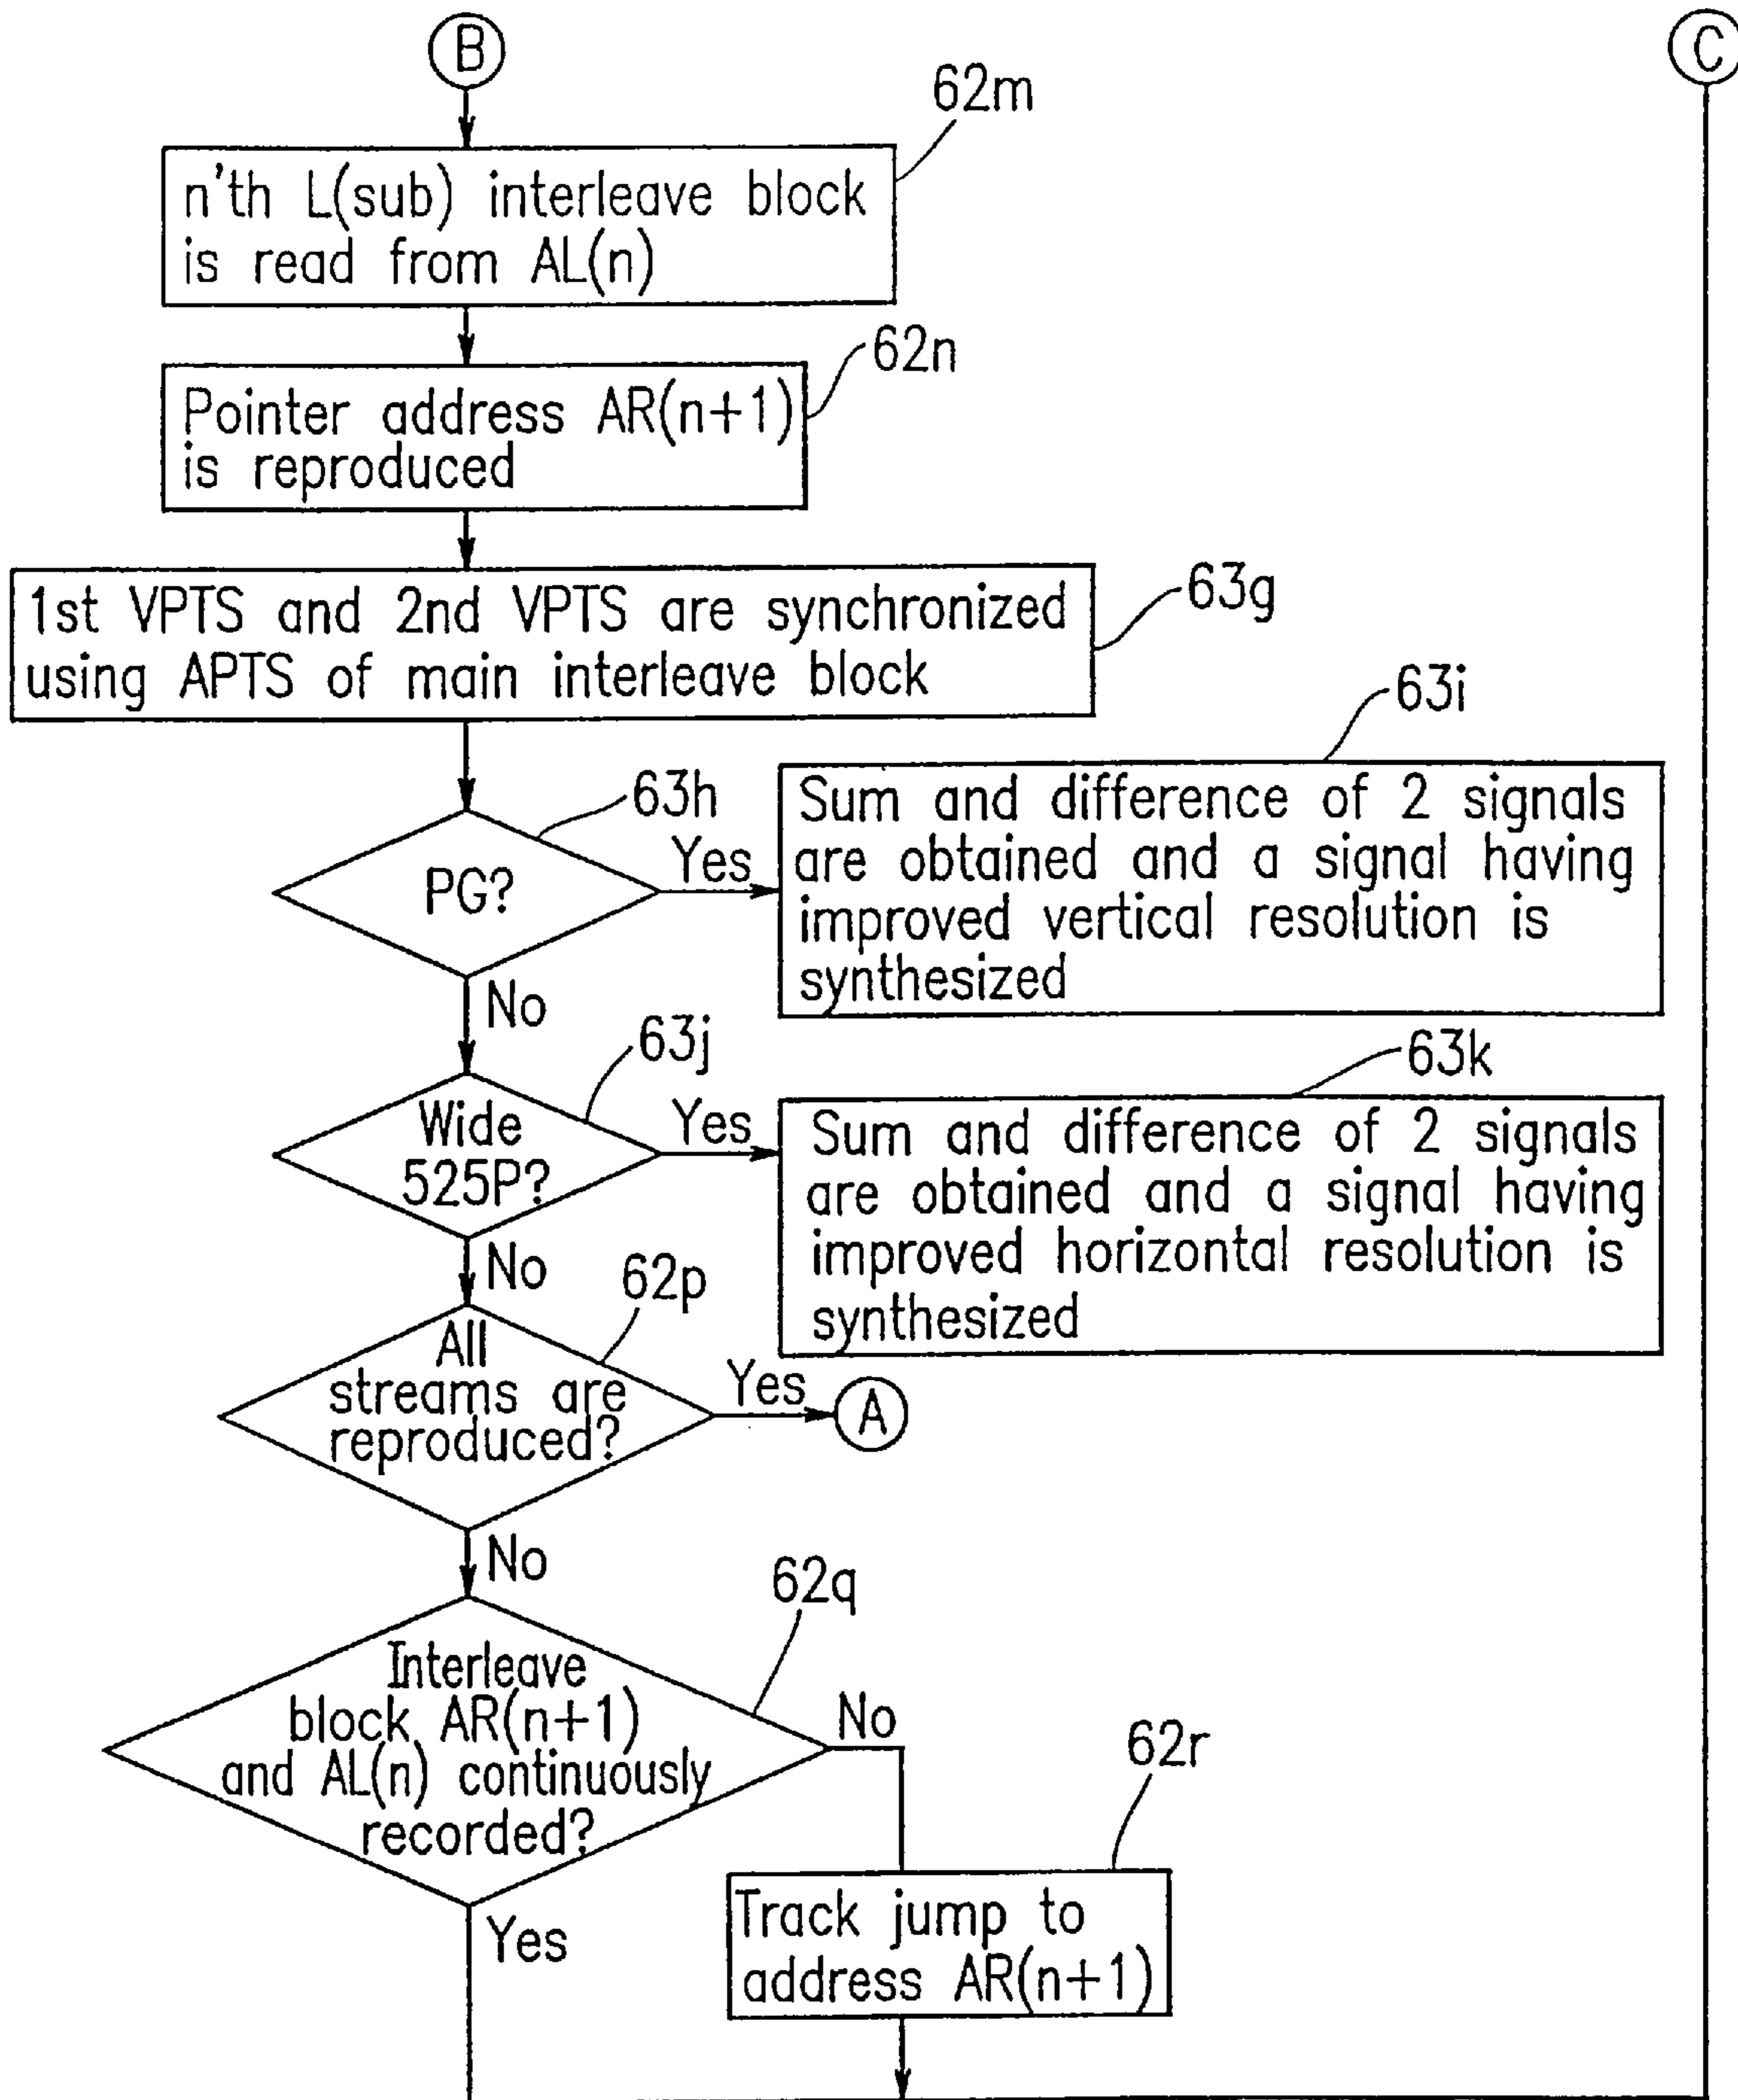 B
C
62m
n'th L(sub) interleave block
is read from AL(n)
62n
Pointer address AR(n+1)
is reproduced
63g
1st VPTS and 2nd VPTS are synchronized
using APTS of main interleave block
63i
63h
PG?
Yes
Sum and difference of 2 signals
are obtained and a signal having
improved vertical resolution is
synthesized
No
63j
63k
Wide
525P?
Yes
Sum and difference of 2 signals
are obtained and a signal having
improved horizontal resolution is
synthesized
No
62p
All
streams are
reproduced?
Yes
A
No
62q
Interleave
block AR(n+1)
and AL(n) continuously
recorded?
No
62r
Yes
Track jump to
address AR(n+1)